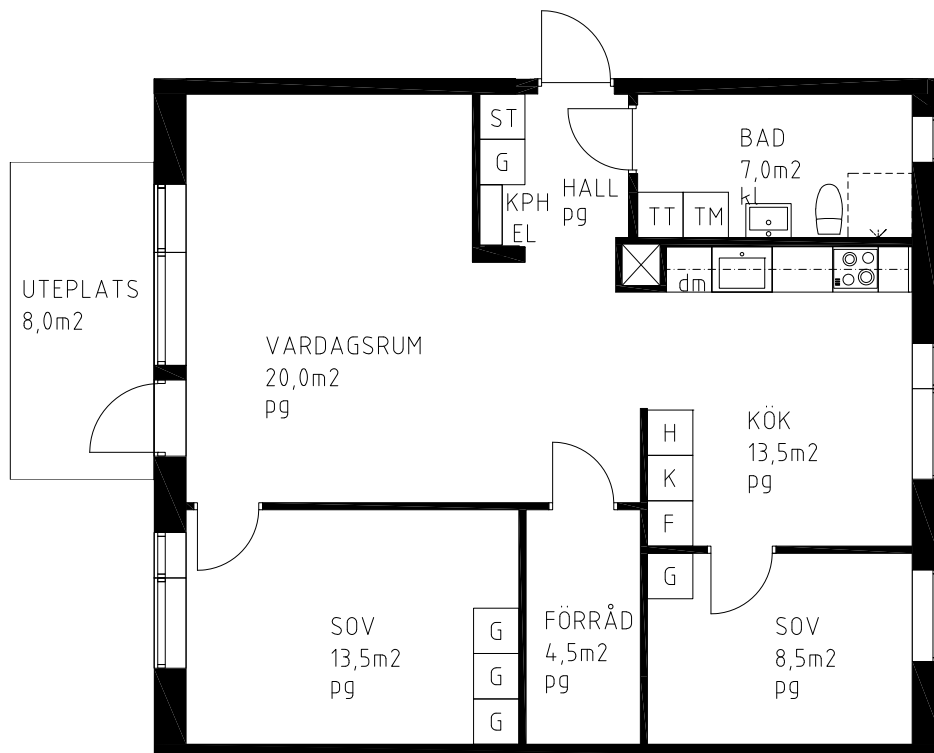 ST
G
KPH
EL
HALL
pg
BAD
7,0m2
kl
TT
TM
dm
UTEPLATS
8,0m2
VARDAGSRUM
20,0m2
pg
H
K
F
KÖK
13,5m2
pg
G
SOV
13,5m2
pg
G
G
G
FÖRRÅD
4,5m2
pg
SOV
8,5m2
pg